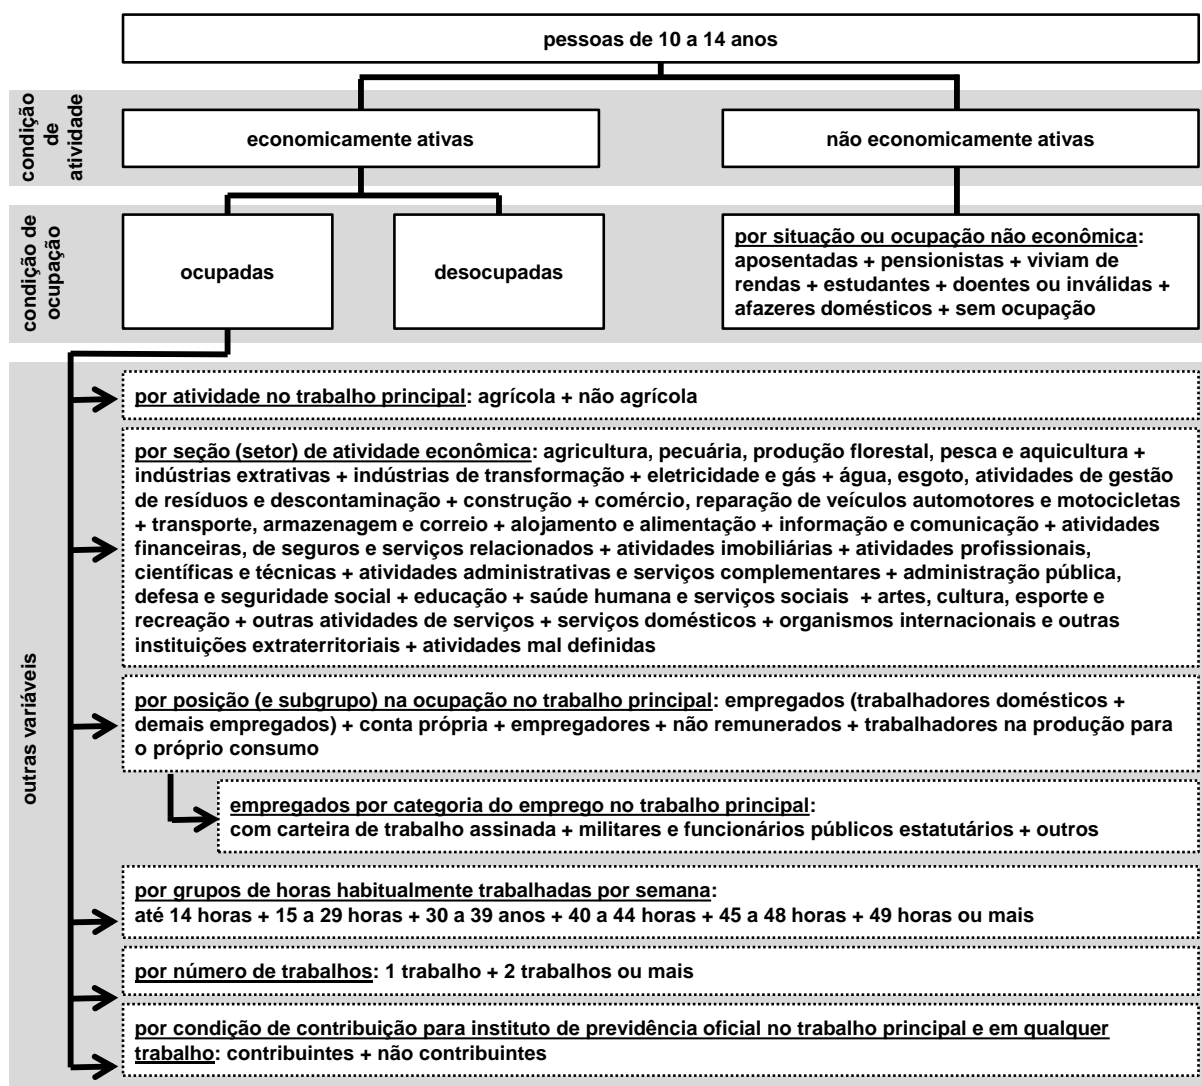 pessoas de 10 a 14 anos
condição
de
atividade
economicamente ativas
não economicamente ativas
condição de
ocupação
ocupadas
desocupadas
por situação ou ocupação não econômica:
aposentadas + pensionistas + viviam de
rendas + estudantes + doentes ou inválidas +
afazeres domésticos + sem ocupação
outras variáveis
por atividade no trabalho principal: agrícola + não agrícola
por seção (setor) de atividade econômica: agricultura, pecuária, produção florestal, pesca e aquicultura +
indústrias extrativas + indústrias de transformação + eletricidade e gás + água, esgoto, atividades de gestão
de resíduos e descontaminação + construção + comércio, reparação de veículos automotores e motocicletas
+ transporte, armazenagem e correio + alojamento e alimentação + informação e comunicação + atividades
financeiras, de seguros e serviços relacionados + atividades imobiliárias + atividades profissionais,
científicas e técnicas + atividades administrativas e serviços complementares + administração pública,
defesa e seguridade social + educação + saúde humana e serviços sociais + artes, cultura, esporte e
recreação + outras atividades de serviços + serviços domésticos + organismos internacionais e outras
instituições extraterritoriais + atividades mal definidas
por posição (e subgrupo) na ocupação no trabalho principal: empregados (trabalhadores domésticos +
demais empregados) + conta própria + empregadores + não remunerados + trabalhadores na produção para
o próprio consumo
empregados por categoria do emprego no trabalho principal:
com carteira de trabalho assinada + militares e funcionários públicos estatutários + outros
por grupos de horas habitualmente trabalhadas por semana:
até 14 horas + 15 a 29 horas + 30 a 39 anos + 40 a 44 horas + 45 a 48 horas + 49 horas ou mais
por número de trabalhos: 1 trabalho + 2 trabalhos ou mais
por condição de contribuição para instituto de previdência oficial no trabalho principal e em qualquer
trabalho: contribuintes + não contribuintes